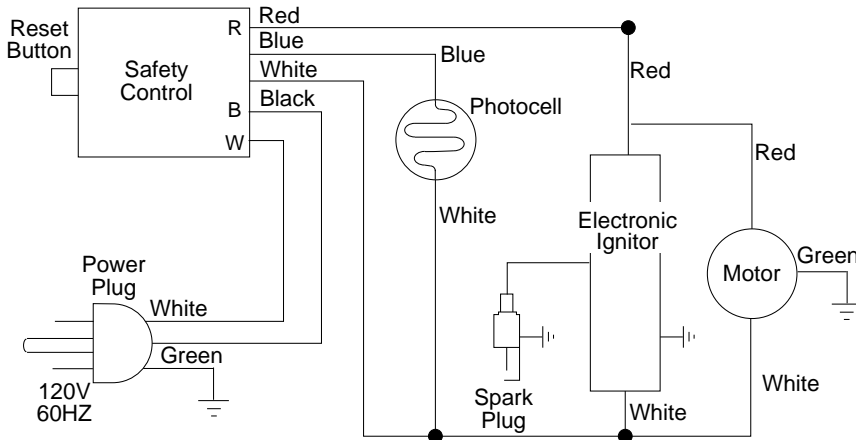 Reset
Button
Safety
Control
R
B
W
Red
Blue
White
Black
Blue
Photocell
White
Red
Red
Electronic
Ignitor
Motor
Green
White
White
Spark
Plug
Power
Plug
White
Green
120V
60HZ